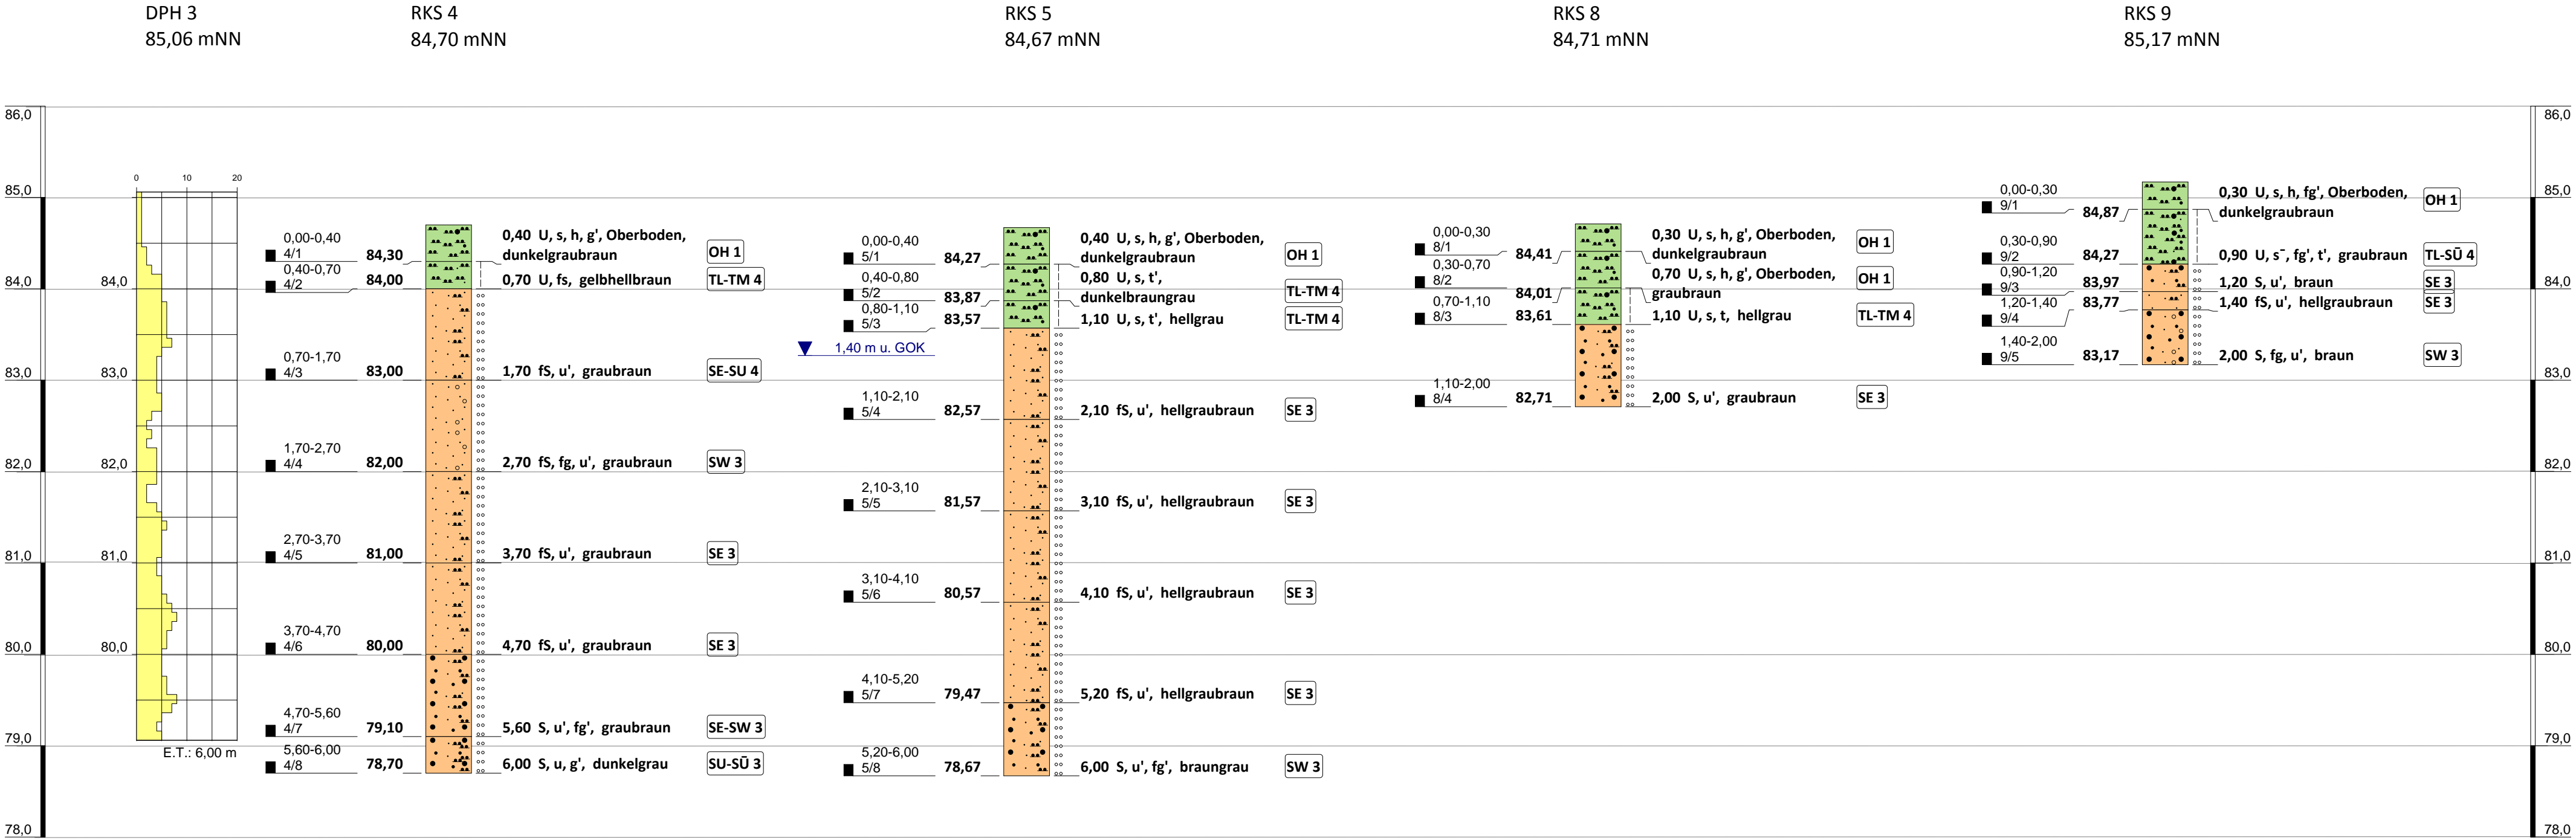 DPH 3
85,06 mNN
RKS 4
84,70 mNN
RKS 5
84,67 mNN
RKS 8
84,71 mNN
RKS 9
85,17 mNN
86,0
85,0
84,0
83,0
82,0
81,0
80,0
79,0
78,0
0 10 20
84,0
83,0
82,0
81,0
80,0
E.T.: 6,00 m
0,00-0,40
4/1
84,30
0,40 U, s, h, g', Oberboden,
dunkelgraubraun
OH 1
0,40-0,70
4/2
84,00
0,70 U, fs, gelbhellbraun
TL-TM 4
0,70-1,70
4/3
83,00
1,70 fS, u', graubraun
SE-SU 4
1,70-2,70
4/4
82,00
2,70 fS, fg, u', graubraun
SW 3
2,70-3,70
4/5
81,00
3,70 fS, u', graubraun
SE 3
3,70-4,70
4/6
80,00
4,70 fS, u', graubraun
SE 3
4,70-5,60
4/7
79,10
5,60 S, u', fg', graubraun
SE-SW 3
5,60-6,00
4/8
78,70
6,00 S, u, g', dunkelgrau
SU-SŪ 3
0,00-0,40
5/1
84,27
0,40 U, s, h, g', Oberboden,
dunkelgraubraun
OH 1
0,40-0,80
5/2
83,87
0,80 U, s, t',
dunkelbraungrau
TL-TM 4
0,80-1,10
5/3
83,57
1,10 U, s, t', hellgrau
TL-TM 4
1,40 m u. GOK
1,10-2,10
5/4
82,57
2,10 fS, u', hellgraubraun
SE 3
2,10-3,10
5/5
81,57
3,10 fS, u', hellgraubraun
SE 3
3,10-4,10
5/6
80,57
4,10 fS, u', hellgraubraun
SE 3
4,10-5,20
5/7
79,47
5,20 fS, u', hellgraubraun
SE 3
5,20-6,00
5/8
78,67
6,00 S, u', fg', braungrau
SW 3
0,00-0,30
8/1
84,41
0,30 U, s, h, g', Oberboden,
dunkelgraubraun
OH 1
0,30-0,70
8/2
84,01
0,70 U, s, h, g', Oberboden,
graubraun
OH 1
0,70-1,10
8/3
83,61
1,10 U, s, t, hellgrau
TL-TM 4
1,10-2,00
8/4
82,71
2,00 S, u', graubraun
SE 3
0,00-0,30
9/1
84,87
0,30 U, s, h, fg', Oberboden,
dunkelgraubraun
OH 1
0,30-0,90
9/2
84,27
0,90 U, s¯, fg', t', graubraun
TL-SŪ 4
0,90-1,20
9/3
83,97
1,20 S, u', braun
SE 3
1,20-1,40
9/4
83,77
1,40 fS, u', hellgraubraun
SE 3
1,40-2,00
9/5
83,17
2,00 S, fg, u', braun
SW 3
86,0
85,0
84,0
83,0
82,0
81,0
80,0
79,0
78,0